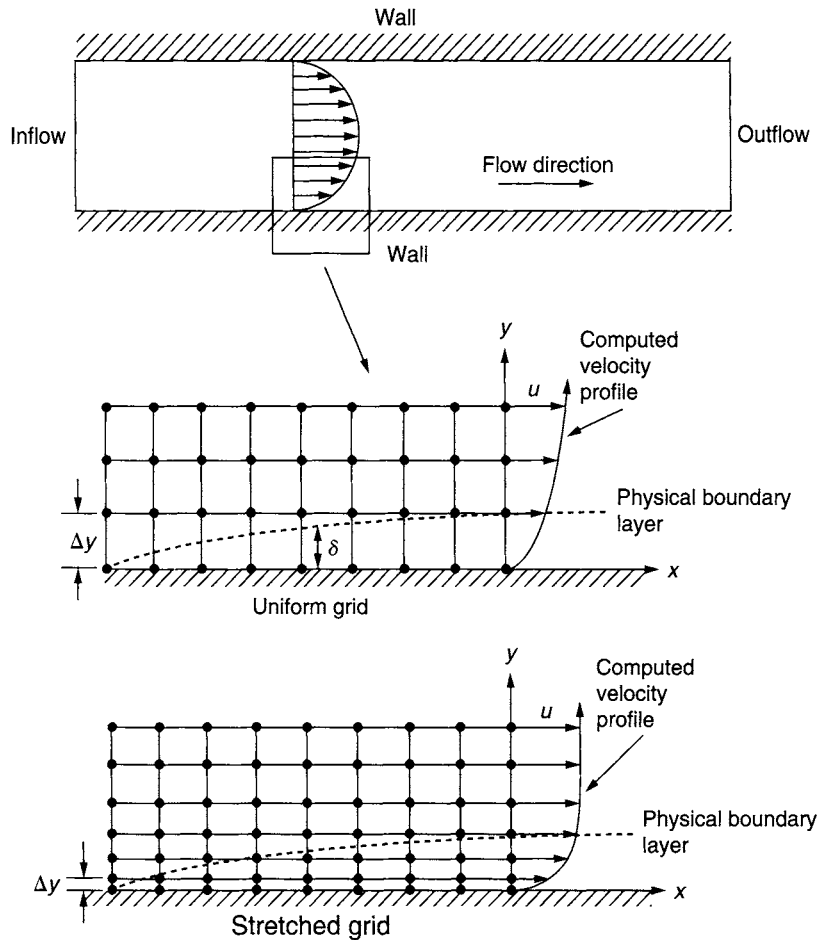 Wall
Inflow
Outflow
Flow direction
Wall
y
Computed
velocity
profile
u
Physical boundary
layer
Δy
δ
x
Uniform grid
y
Computed
velocity
profile
u
Physical boundary
layer
Δy
x
Stretched grid